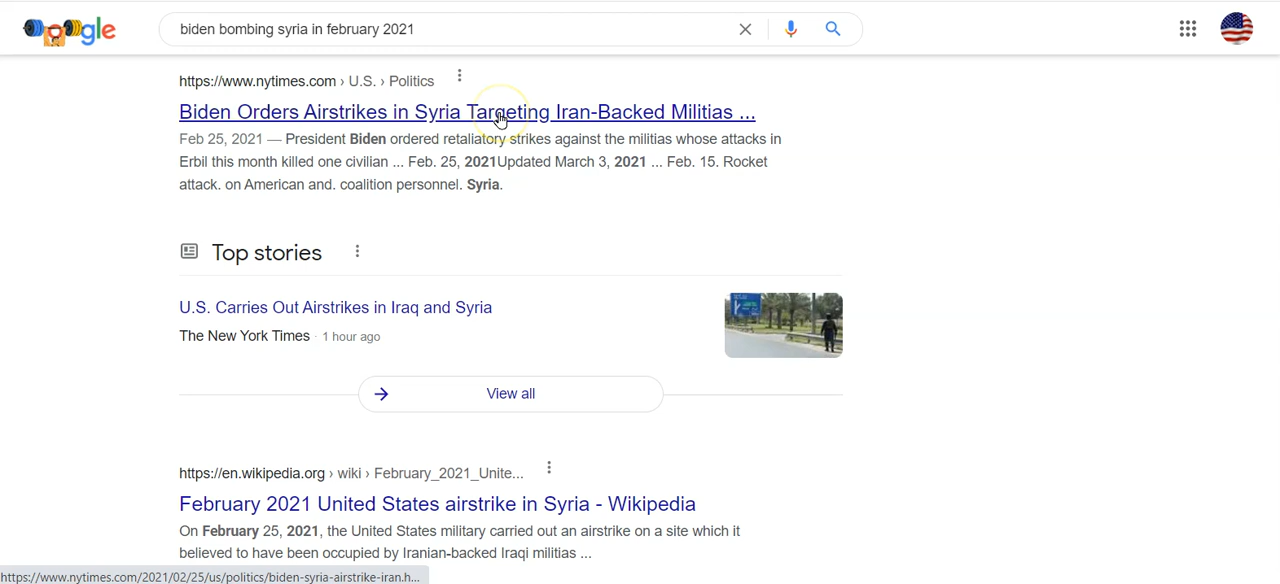 Google
biden bombing syria in february 2021
https://www.nytimes.com › U.S. › Politics
Biden Orders Airstrikes in Syria Targeting Iran-Backed Militias ...
Feb 25, 2021 — President Biden ordered retaliatory strikes against the militias whose attacks in
Erbil this month killed one civilian ... Feb. 25, 2021Updated March 3, 2021 ... Feb. 15. Rocket
attack. on American and. coalition personnel. Syria.
Top stories
U.S. Carries Out Airstrikes in Iraq and Syria
The New York Times · 1 hour ago
View all
https://en.wikipedia.org › wiki › February_2021_Unite...
February 2021 United States airstrike in Syria - Wikipedia
On February 25, 2021, the United States military carried out an airstrike on a site which it
believed to have been occupied by Iranian-backed Iraqi militias ...
https://www.nytimes.com/2021/02/25/us/politics/biden-syria-airstrike-iran.h...